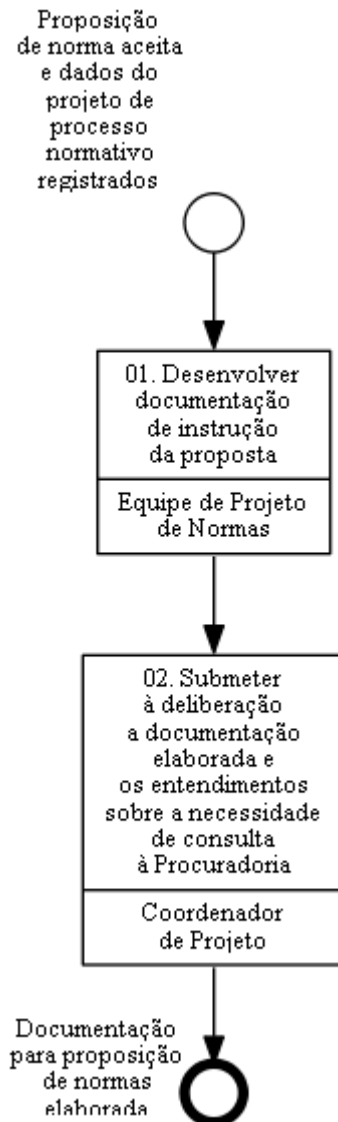 Proposição
de norma aceita
e dados do
projeto de
processo
normativo
registrados
01. Desenvolver
documentação
de instrução
da proposta
Equipe de Projeto
de Normas
02. Submeter
à deliberação
a documentação
elaborada e
os entendimentos
sobre a necessidade
de consulta
à Procuradoria
Coordenador
de Projeto
Documentação
para proposição
de normas
elaborada